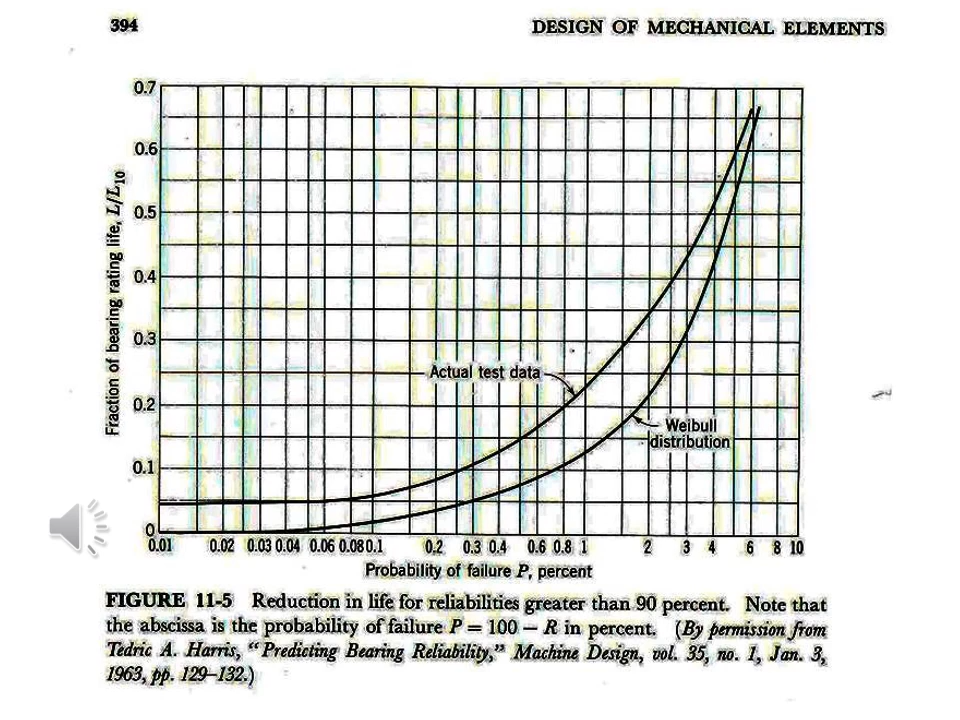 394 DESIGN OF MECHANICAL ELEMENTS
0.7
0.6
0.5
0.4
0.3
0.2
0.1
0
Fraction of bearing rating life, L/L10
Actual test data
Weibull
distribution
0.01 0.02 0.03 0.04 0.06 0.08 0.1 0.2 0.3 0.4 0.6 0.8 1 2 3 4 6 8 10
Probability of failure P, percent
FIGURE 11-5 Reduction in life for reliabilities greater than 90 percent. Note that
the abscissa is the probability of failure P = 100 − R in percent. (By permission from
Tedric A. Harris, "Predicting Bearing Reliability," Machine Design, vol. 35, no. 1, Jan. 3,
1963, pp. 129–132.)